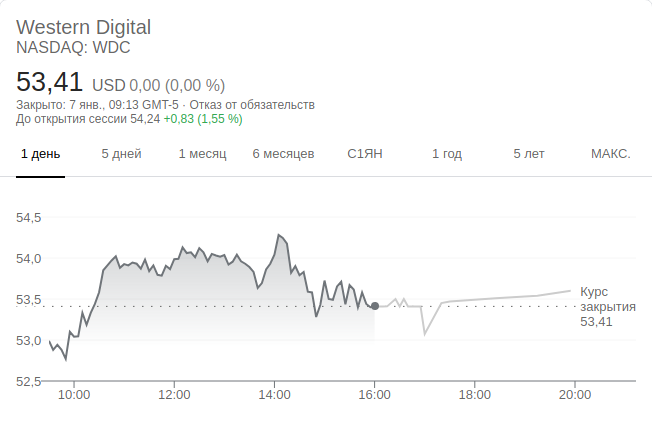 Western Digital
NASDAQ: WDC
53,41 USD 0,00 (0,00 %)
Закрыто: 7 янв., 09:13 GMT-5 · Отказ от обязательств
До открытия сессии 54,24 +0,83 (1,55 %)
1 день 5 дней 1 месяц 6 месяцев С1ЯН 1 год 5 лет МАКС.
54,5
54,0
53,5
Курс
закрытия
53,41
53,0
52,5
10:00 12:00 14:00 16:00 18:00 20:00